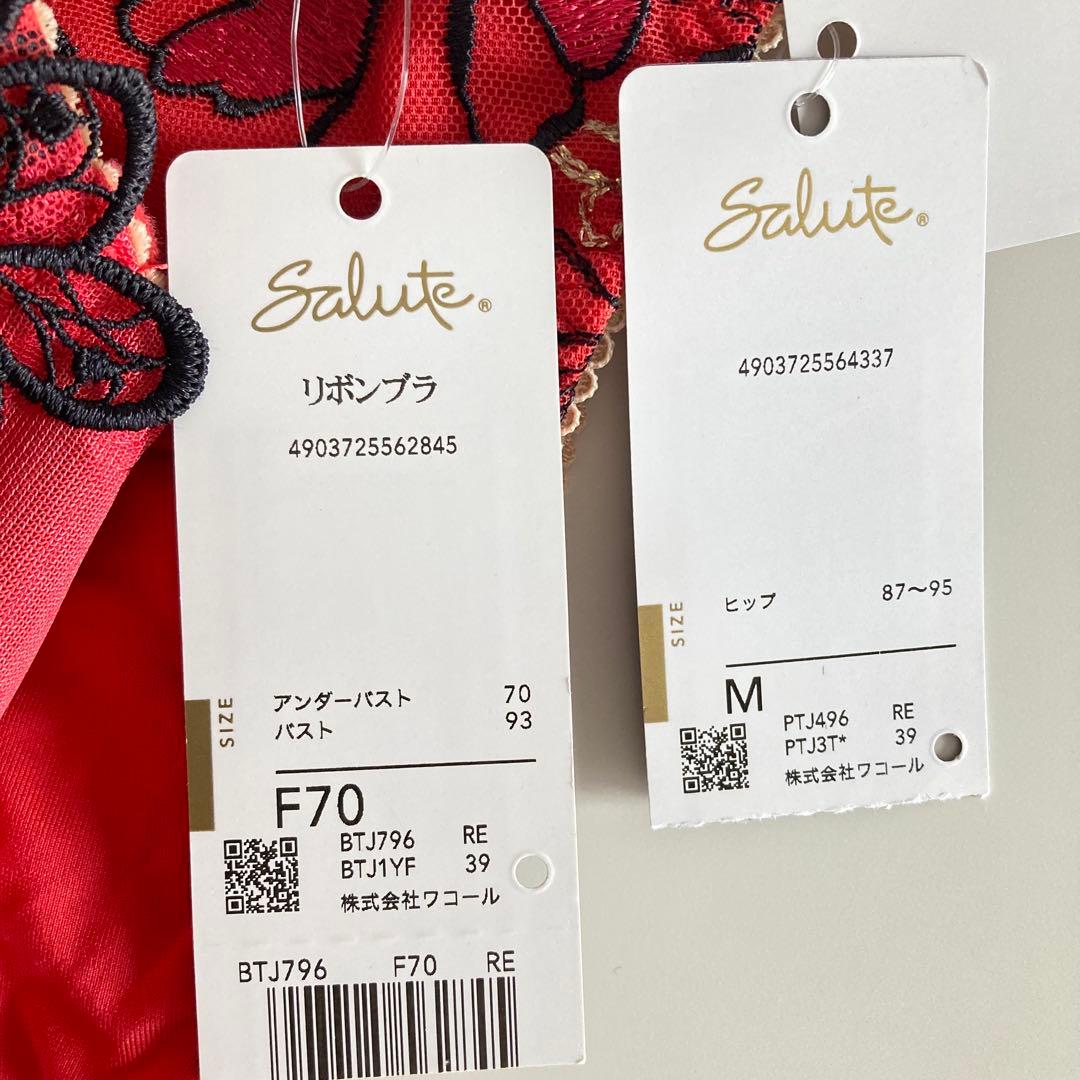 Salute®
リボンブラ
4903725562845
SIZE
アンダーバスト 70
バスト 93
F70
BTJ796 RE
BTJ1YF 39
株式会社ワコール
BTJ796 F70 RE
Salute®
4903725564337
SIZE
ヒップ 87〜95
M
PTJ496 RE
PTJ3T* 39
株式会社ワコール